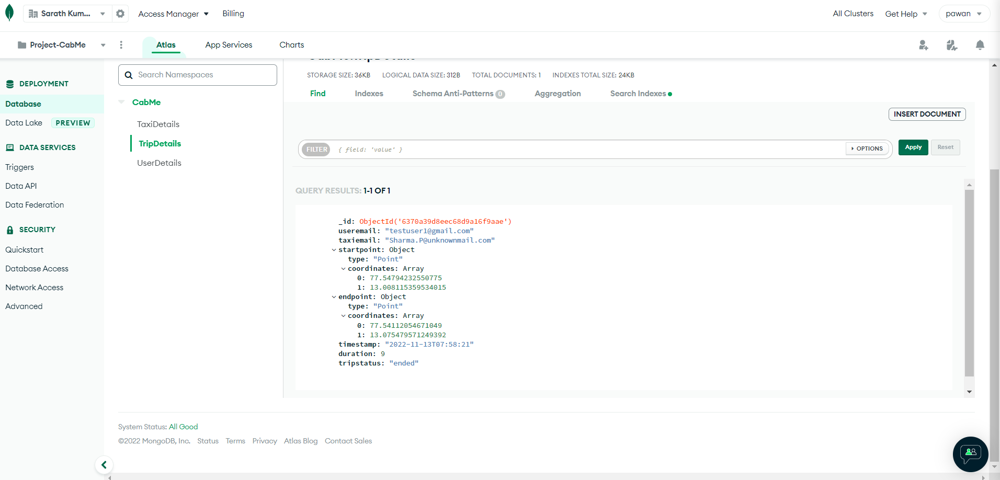 Sarath Kum...
Access Manager
Billing
All Clusters
Get Help
pawan
Project-CabMe
Atlas
App Services
Charts
DEPLOYMENT
Database
Data Lake PREVIEW
DATA SERVICES
Triggers
Data API
Data Federation
SECURITY
Quickstart
Database Access
Network Access
Advanced
Search Namespaces
CabMe
TaxiDetails
TripDetails
UserDetails
STORAGE SIZE: 36KB LOGICAL DATA SIZE: 312B TOTAL DOCUMENTS: 1 INDEXES TOTAL SIZE: 24KB
Find Indexes Schema Anti-Patterns 0 Aggregation Search Indexes
INSERT DOCUMENT
FILTER { field: 'value' } OPTIONS Apply Reset
QUERY RESULTS: 1-1 OF 1
_id: ObjectId('6370a39d8eec68d9a16f9aae')
useremail: "testuser1@gmail.com"
taxiemail: "Sharma.P@unknownmail.com"
startpoint: Object
type: "Point"
coordinates: Array
0: 77.54794232550775
1: 13.008115359534015
endpoint: Object
type: "Point"
coordinates: Array
0: 77.54112054671049
1: 13.075479571249392
timestamp: "2022-11-13T07:58:21"
duration: 9
tripstatus: "ended"
System Status: All Good
©2022 MongoDB, Inc. Status Terms Privacy Atlas Blog Contact Sales